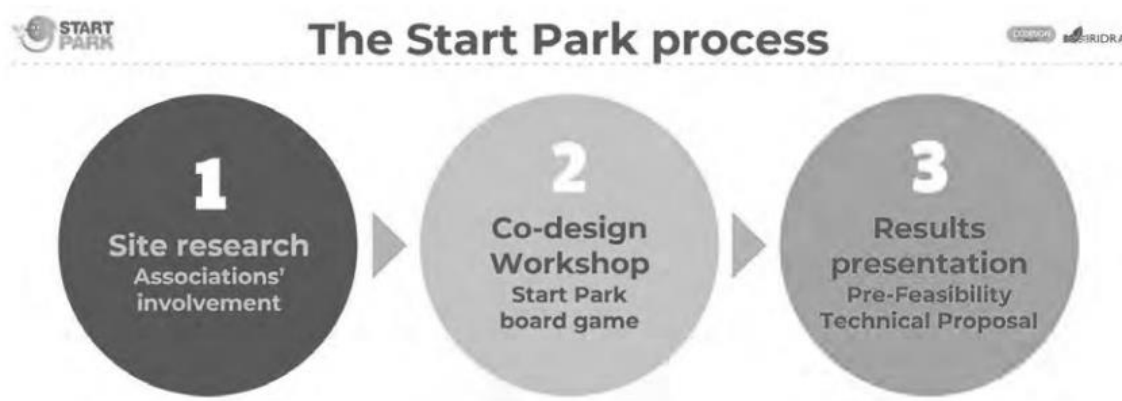 START
PARK
The Start Park process
1
Site research
Associations'
involvement
2
Co-design
Workshop
Start Park
board game
3
Results
presentation
Pre-Feasibility
Technical Proposal